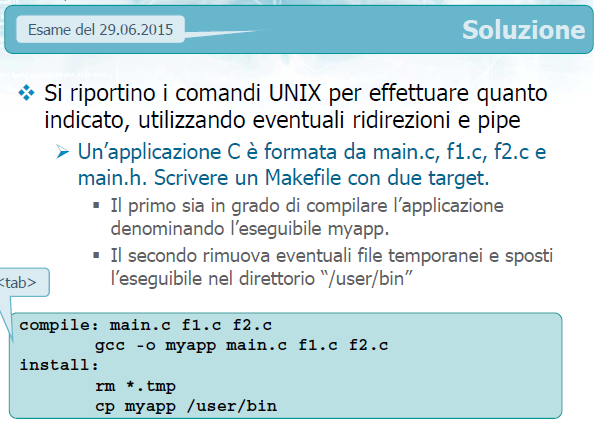 Esame del 29.06.2015
Soluzione
Si riportino i comandi UNIX per effettuare quanto
indicato, utilizzando eventuali ridirezioni e pipe
Un'applicazione C è formata da main.c, f1.c, f2.c e
main.h. Scrivere un Makefile con due target.
Il primo sia in grado di compilare l'applicazione
denominando l'eseguibile myapp.
Il secondo rimuova eventuali file temporanei e sposti
l'eseguibile nel direttorio "/user/bin"
<tab>
compile: main.c f1.c f2.c
gcc -o myapp main.c f1.c f2.c
install:
rm *.tmp
cp myapp /user/bin